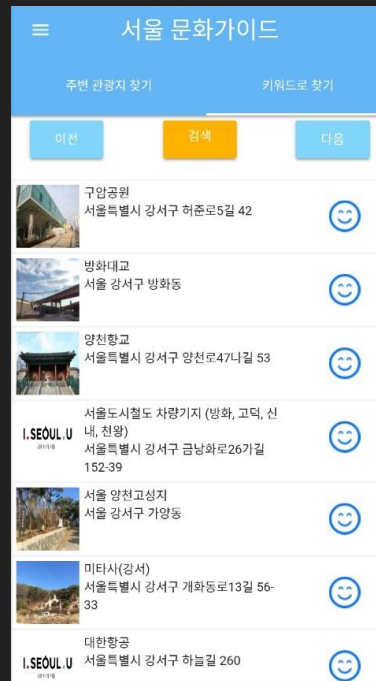 서울 문화가이드
주변 관광지 찾기
키워드로 찾기
이전
검색
다음
구암공원
서울특별시 강서구 허준로5길 42
방화대교
서울 강서구 방화동
양천향교
서울특별시 강서구 양천로47나길 53
I.SEOUL.U
서울도시철도 차량기지 (방화, 고덕, 신
내, 천왕)
서울특별시 강서구 금낭화로26가길
152-39
서울 양천고성지
서울 강서구 가양동
미타사(강서)
서울특별시 강서구 개화동로13길 56-
33
I.SEOUL.U
대한항공
서울특별시 강서구 하늘길 260